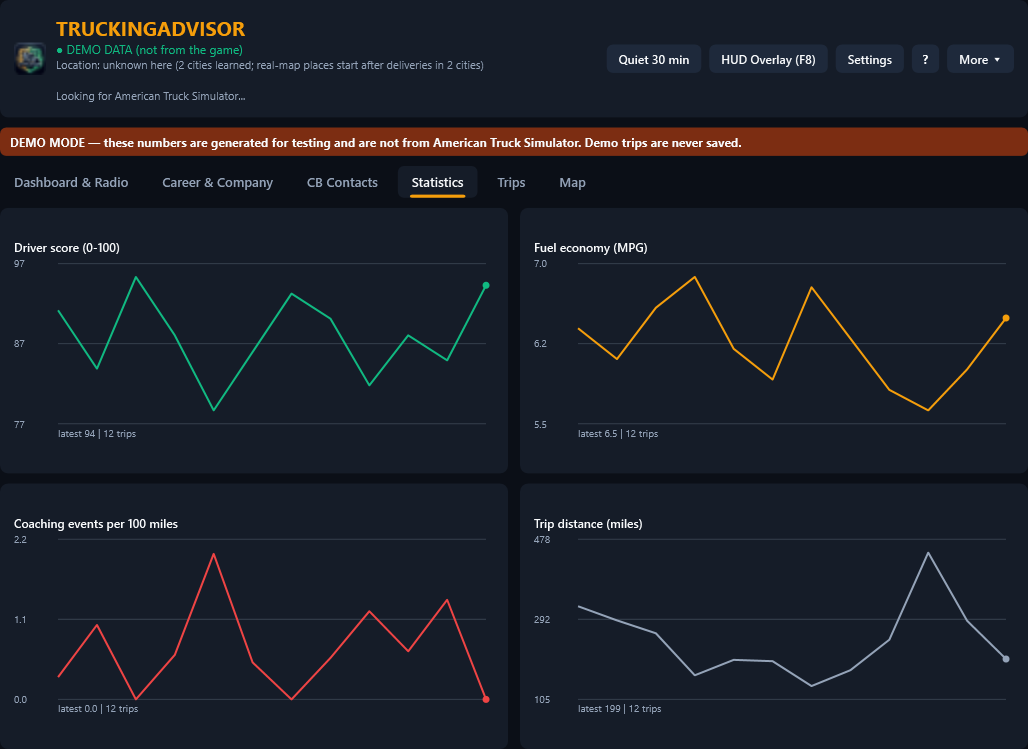 TRUCKINGADVISOR
● DEMO DATA (not from the game)
Location: unknown here (2 cities learned; real-map places start after deliveries in 2 cities)
Looking for American Truck Simulator...
Quiet 30 min
HUD Overlay (F8)
Settings
?
More ▾
DEMO MODE — these numbers are generated for testing and are not from American Truck Simulator. Demo trips are never saved.
Dashboard & Radio
Career & Company
CB Contacts
Statistics
Trips
Map
Driver score (0-100)
97
87
77
latest 94 | 12 trips
Fuel economy (MPG)
7.0
6.2
5.5
latest 6.5 | 12 trips
Coaching events per 100 miles
2.2
1.1
0.0
latest 0.0 | 12 trips
Trip distance (miles)
478
292
105
latest 199 | 12 trips